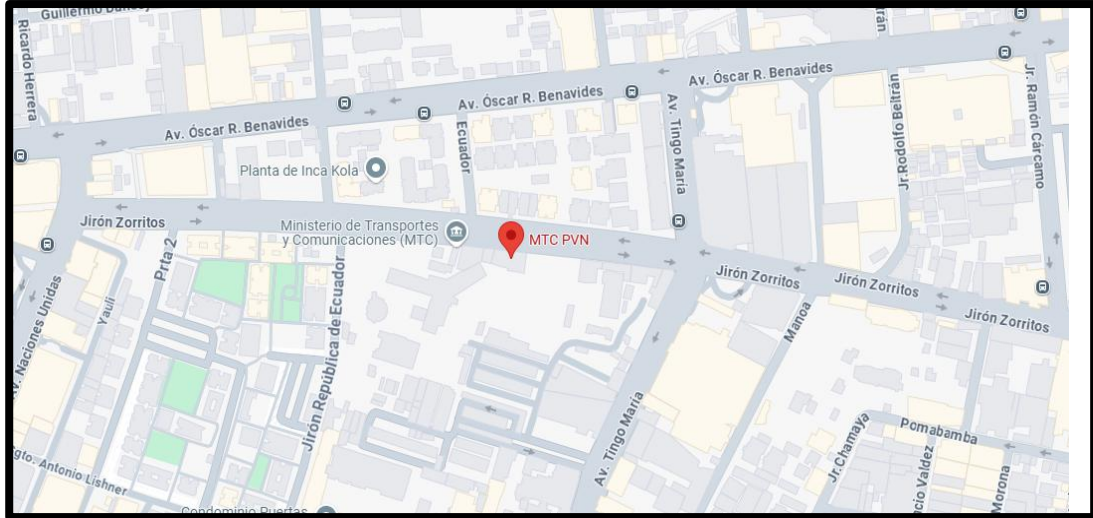 Ricardo Herrera
Av. Óscar R. Benavides
Av. Óscar R. Benavides
Av. Óscar R. Benavides
Jr. Ramón Cárcamo
Jr. Rodolfo Beltrán
Av. Tingo María
Ecuador
Planta de Inca Kola
Jirón Zorritos
Ministerio de Transportes
y Comunicaciones (MTC)
MTC PVN
Prta 2
Jirón Zorritos
Jirón Zorritos
Jirón Zorritos
Yauli
Naciones Unidas
Jirón República de Ecuador
Manoa
Av. Tingo María
Jr. Chamaya
Pomabamba
Valdez
Morona
Antonio Lishner
Condominio Puertas